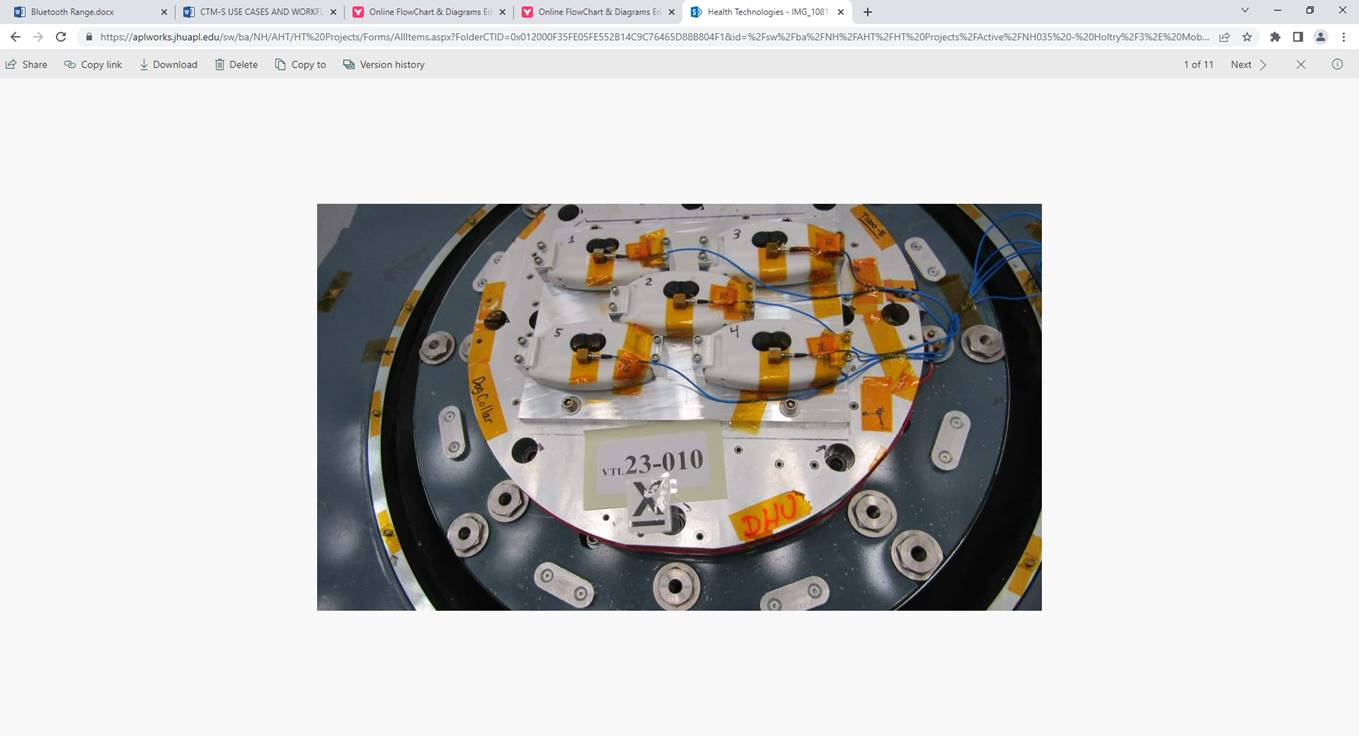 Bluetooth Range.docx
CTM-S USE CASES AND WORKFL
Online FlowChart & Diagrams Ed
Online FlowChart & Diagrams Ed
Health Technologies - IMG_1081
https://aplworks.jhuapl.edu/sw/ba/NH/AHT/HT%20Projects/Forms/AllItems.aspx?FolderCTID=0x012000F35FE05FE552B14C9C76465D88B804F1&id=%2Fsw%2Fba%2FNH%2FAHT%2FHT%20Projects%2FActive%2FNH035%20-%20Holtry%2F3%2E%20Mob...
Share Copy link Download Delete Copy to Version history 1 of 11 Next
1
3
2
5
4
Dog Collar
VTL 23-010
DHU